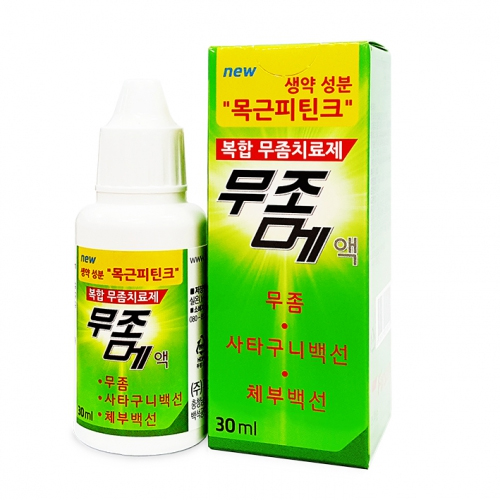 new
생약 성분
"목근피틴크"
복합 무좀치료제
무좀
메 액
무좀
사타구니백선
체부백선
30ml
new
생약 성분 "목근피틴크"
복합 무좀치료제
무좀
메 액
• 무좀
• 사타구니백선
• 체부백선
30ml
www.
080-
(주)